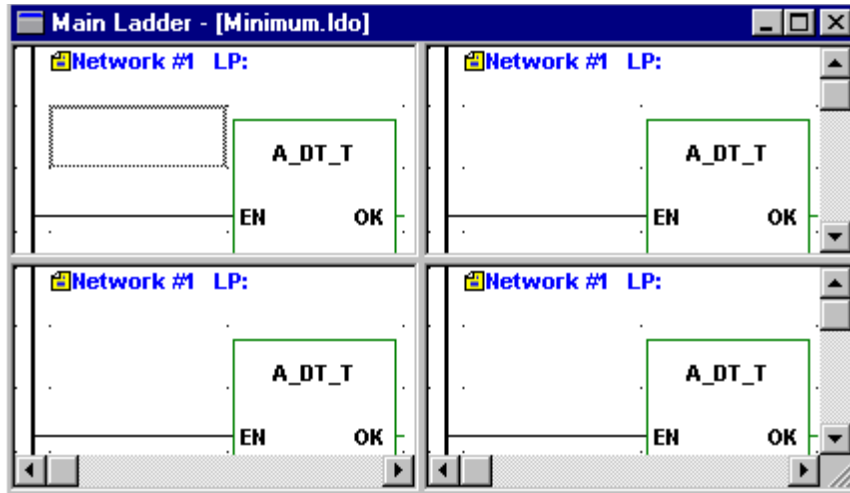 Main Ladder - [Minimum.ldo]
Network #1 LP:
A_DT_T
EN OK
Network #1 LP:
A_DT_T
EN OK
Network #1 LP:
A_DT_T
EN OK
Network #1 LP:
A_DT_T
EN OK